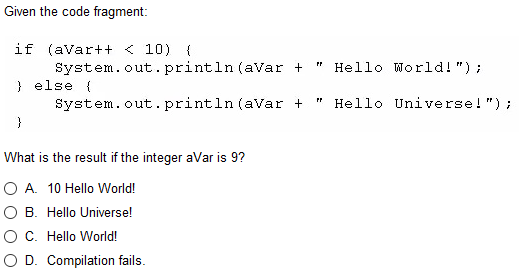 Given the code fragment:
if (aVar++ < 10) {
System.out.println(aVar + " Hello World!");
} else {
System.out.println(aVar + " Hello Universe!");
}
What is the result if the integer aVar is 9?
A. 10 Hello World!
B. Hello Universe!
C. Hello World!
D. Compilation fails.